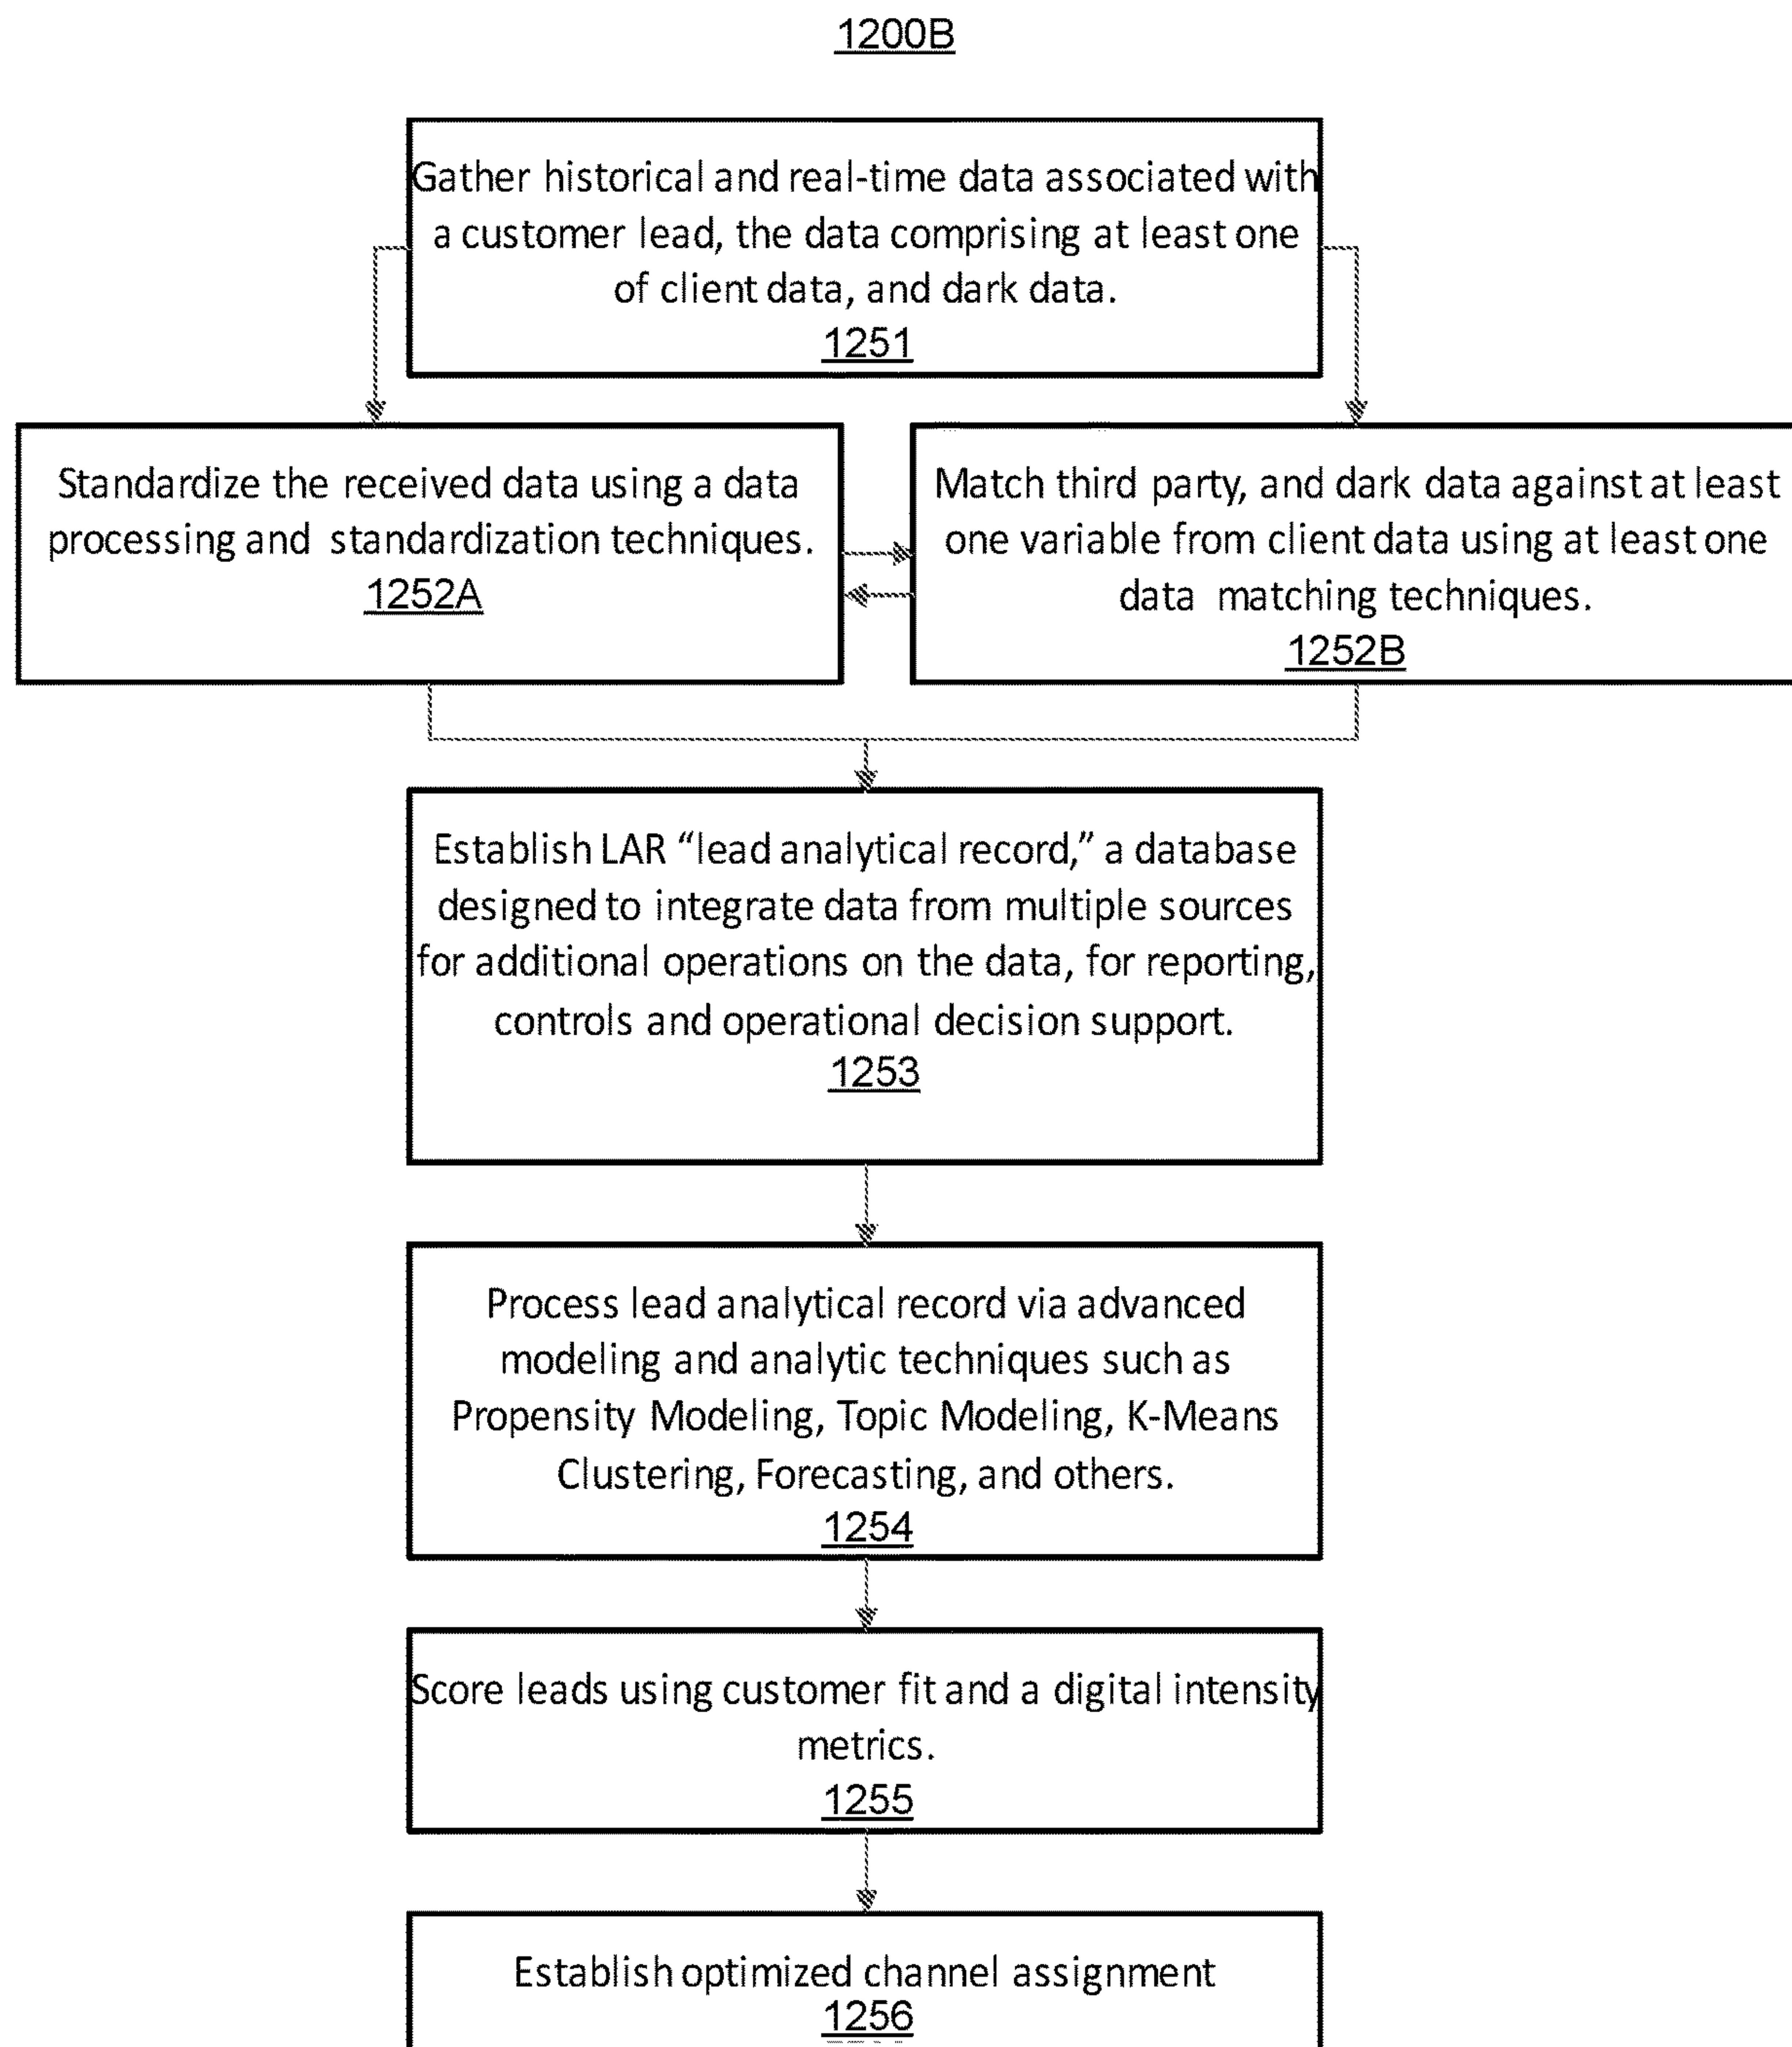 1200B
Gather historical and real-time data associated with
a customer lead, the data comprising at least one
of client data, and dark data.
1251
Standardize the received data using a data
processing and standardization techniques.
1252A
Match third party, and dark data against at least
one variable from client data using at least one
data matching techniques.
1252B
Establish LAR “lead analytical record,” a database
designed to integrate data from multiple sources
for additional operations on the data, for reporting,
controls and operational decision support.
1253
Process lead analytical record via advanced
modeling and analytic techniques such as
Propensity Modeling, Topic Modeling, K-Means
Clustering, Forecasting, and others.
1254
Score leads using customer fit and a digital intensity
metrics.
1255
Establish optimized channel assignment
1256